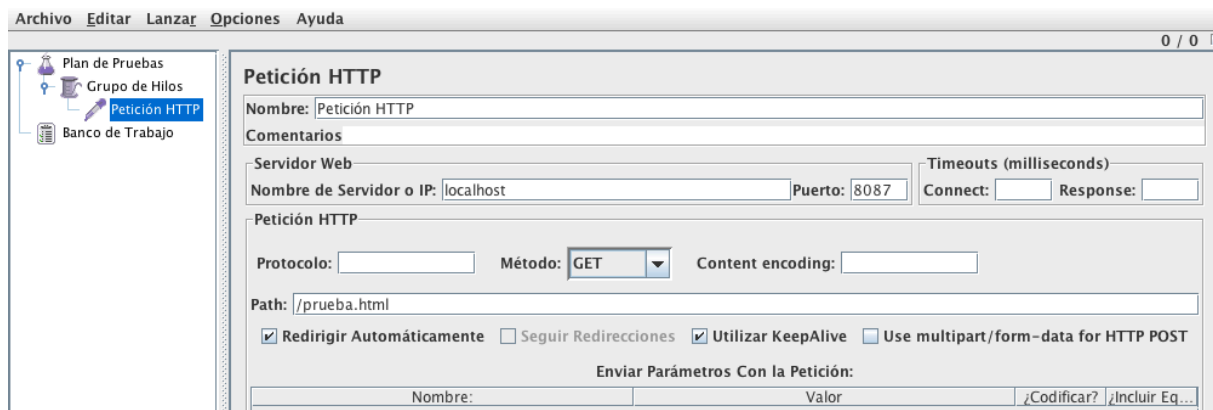 Archivo Editar Lanzar Opciones Ayuda
0 / 0
Plan de Pruebas
Grupo de Hilos
Petición HTTP
Banco de Trabajo
Petición HTTP
Nombre: Petición HTTP
Comentarios
Servidor Web
Nombre de Servidor o IP: localhost Puerto: 8087
Timeouts (milliseconds)
Connect: Response:
Petición HTTP
Protocolo: Método: GET Content encoding:
Path: /prueba.html
Redirigir Automáticamente Seguir Redirecciones Utilizar KeepAlive Use multipart/form-data for HTTP POST
Enviar Parámetros Con la Petición:
Nombre: Valor ¿Codificar? ¿Incluir Eq...